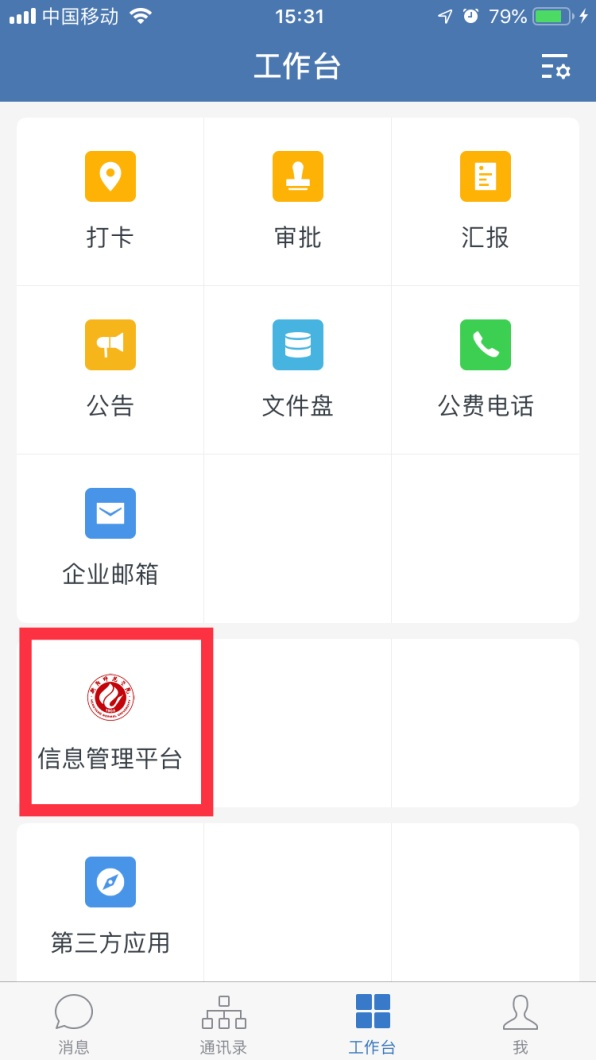 中国移动 15:31 79%
工作台
打卡 审批 汇报
公告 文件盘 公费电话
企业邮箱
信息管理平台
第三方应用
消息 通讯录 工作台 我